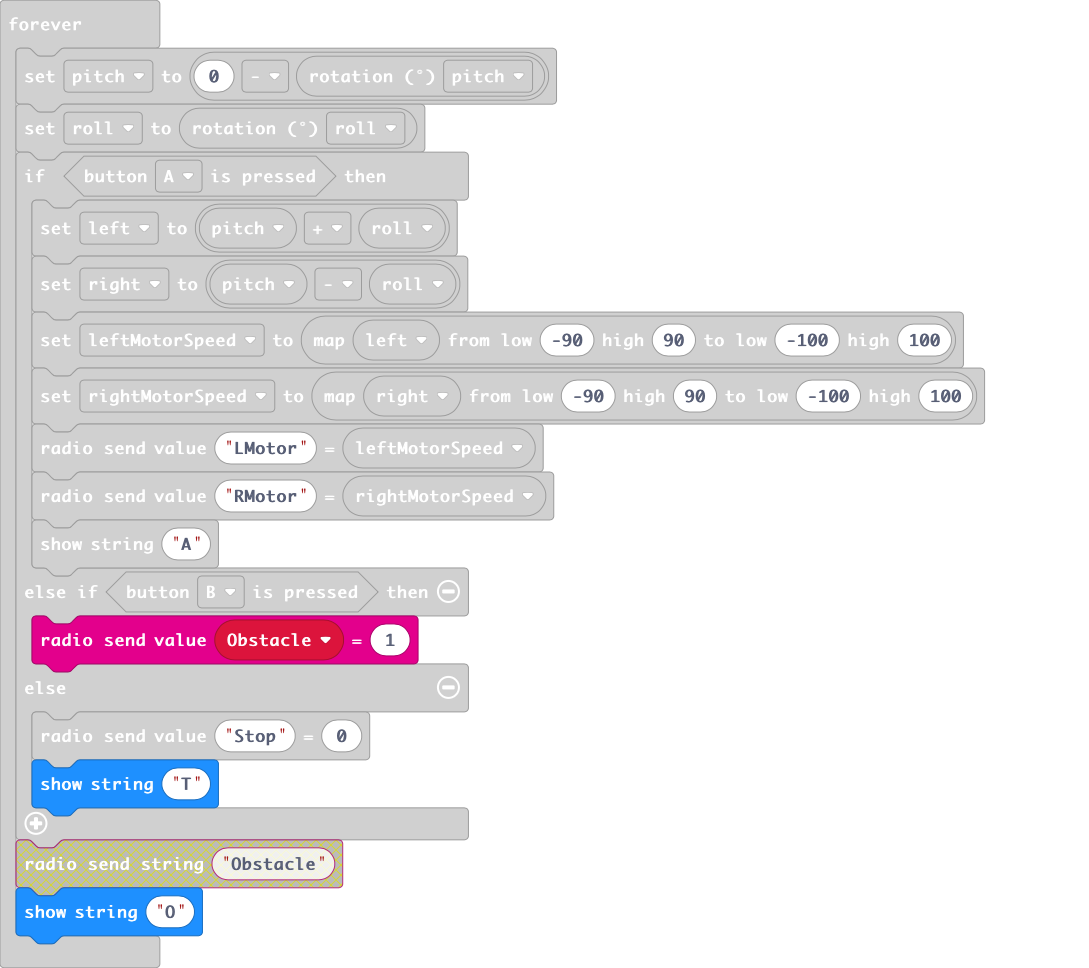 forever
set pitch to 0 - rotation (°) pitch
set roll to rotation (°) roll
if button A is pressed then
set left to pitch + roll
set right to pitch - roll
set leftMotorSpeed to map left from low -90 high 90 to low -100 high 100
set rightMotorSpeed to map right from low -90 high 90 to low -100 high 100
radio send value "LMotor" = leftMotorSpeed
radio send value "RMotor" = rightMotorSpeed
show string "A"
else if button B is pressed then
radio send value Obstacle = 1
else
radio send value "Stop" = 0
show string "T"
radio send string "Obstacle"
show string "O"